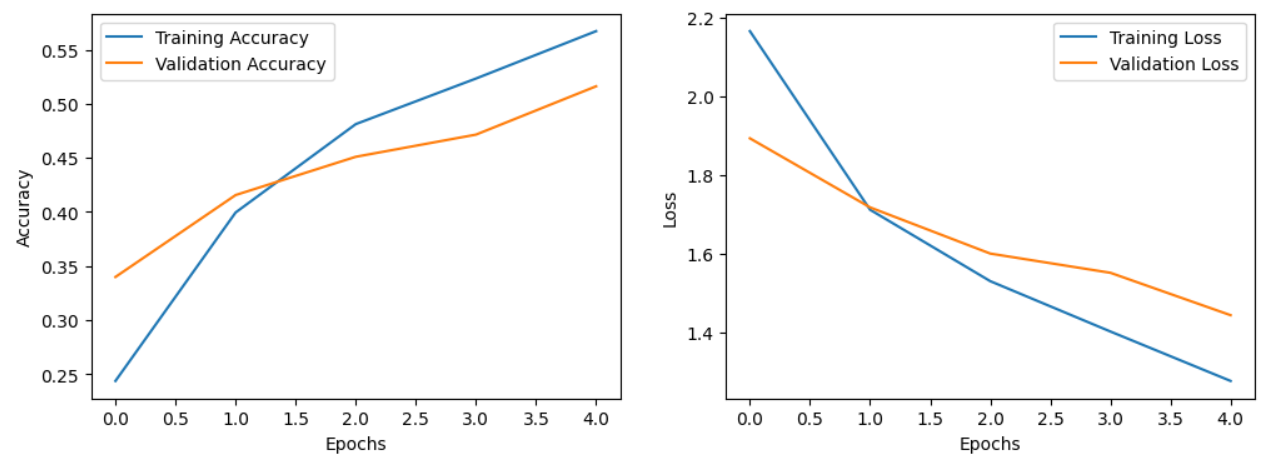 Training Accuracy
Validation Accuracy
0.55
0.50
0.45
0.40
0.35
0.30
0.25
Accuracy
0.0 0.5 1.0 1.5 2.0 2.5 3.0 3.5 4.0
Epochs
Training Loss
Validation Loss
2.2
2.0
1.8
1.6
1.4
Loss
0.0 0.5 1.0 1.5 2.0 2.5 3.0 3.5 4.0
Epochs